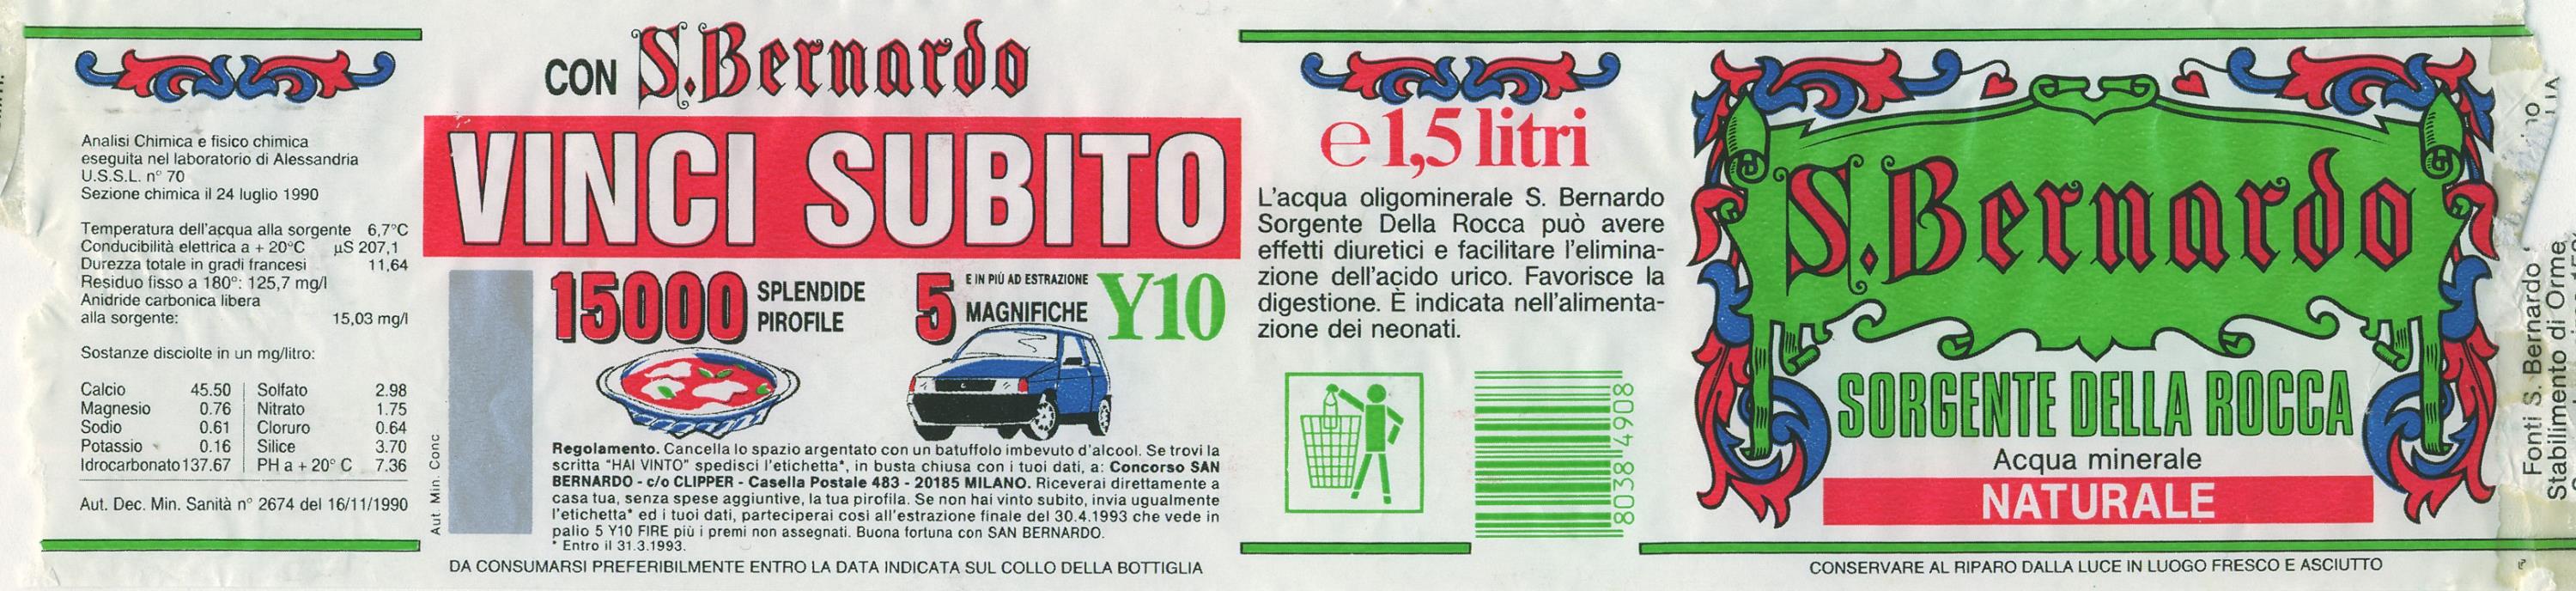 Analisi Chimica e fisico chimica
eseguita nel laboratorio di Alessandria
U.S.S.L. n° 70
Sezione chimica il 24 luglio 1990
Temperatura dell'acqua alla sorgente 6,7°C
Conducibilità elettrica a + 20°C µS 207,1
Durezza totale in gradi francesi 11,64
Residuo fisso a 180°: 125,7 mg/l
Anidride carbonica libera
alla sorgente: 15,03 mg/l
Sostanze disciolte in un mg/litro:
Calcio 45.50 Solfato 2.98
Magnesio 0.76 Nitrato 1.75
Sodio 0.61 Cloruro 0.64
Potassio 0.16 Silice 3.70
Idrocarbonato 137.67 PH a + 20° C 7.36
Aut. Dec. Min. Sanità n° 2674 del 16/11/1990
Aut. Min. Conc
CON S.Bernardo
VINCI SUBITO
15000 SPLENDIDE
PIROFILE
5 E IN PIÙ AD ESTRAZIONE
MAGNIFICHE Y10
Regolamento. Cancella lo spazio argentato con un batuffolo imbevuto d'alcool. Se trovi la
scritta "HAI VINTO" spedisci l'etichetta*, in busta chiusa con i tuoi dati, a: Concorso SAN
BERNARDO - c/o CLIPPER - Casella Postale 483 - 20185 MILANO. Riceverai direttamente a
casa tua, senza spese aggiuntive, la tua pirofila. Se non hai vinto subito, invia ugualmente
l'etichetta* ed i tuoi dati, parteciperai così all'estrazione finale del 30.4.1993 che vede in
palio 5 Y10 FIRE più i premi non assegnati. Buona fortuna con SAN BERNARDO.
* Entro il 31.3.1993.
DA CONSUMARSI PREFERIBILMENTE ENTRO LA DATA INDICATA SUL COLLO DELLA BOTTIGLIA
e 1,5 litri
L'acqua oligominerale S. Bernardo
Sorgente Della Rocca può avere
effetti diuretici e facilitare l'elimina-
zione dell'acido urico. Favorisce la
digestione. È indicata nell'alimenta-
zione dei neonati.
80384908
S.Bernardo
SORGENTE DELLA ROCCA
Acqua minerale
NATURALE
CONSERVARE AL RIPARO DALLA LUCE IN LUOGO FRESCO E ASCIUTTO
Fonti S. Bernardo
Stabilimento di Orme